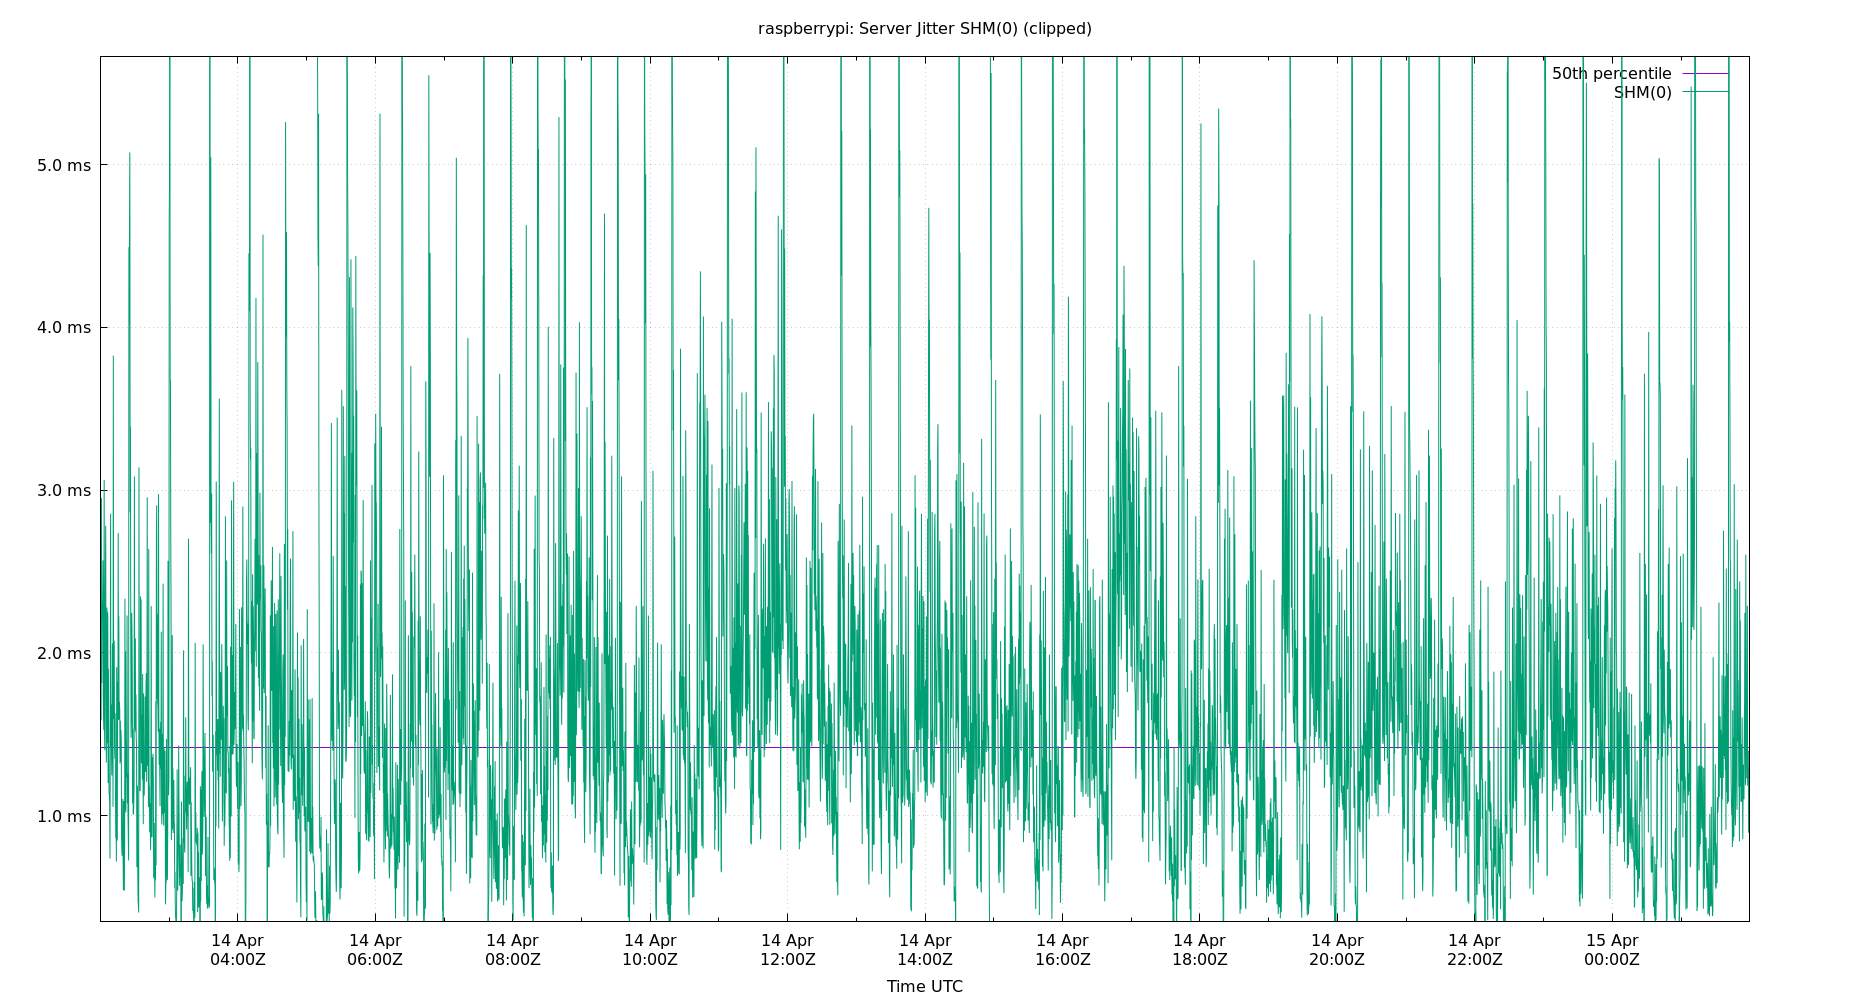 raspberrypi: Server Jitter SHM(0) (clipped)
50th percentile
SHM(0)
5.0 ms
4.0 ms
3.0 ms
2.0 ms
1.0 ms
14 Apr 14 Apr 14 Apr 14 Apr 14 Apr 14 Apr 14 Apr 14 Apr 14 Apr 14 Apr 15 Apr
04:00Z 06:00Z 08:00Z 10:00Z 12:00Z 14:00Z 16:00Z 18:00Z 20:00Z 22:00Z 00:00Z
Time UTC